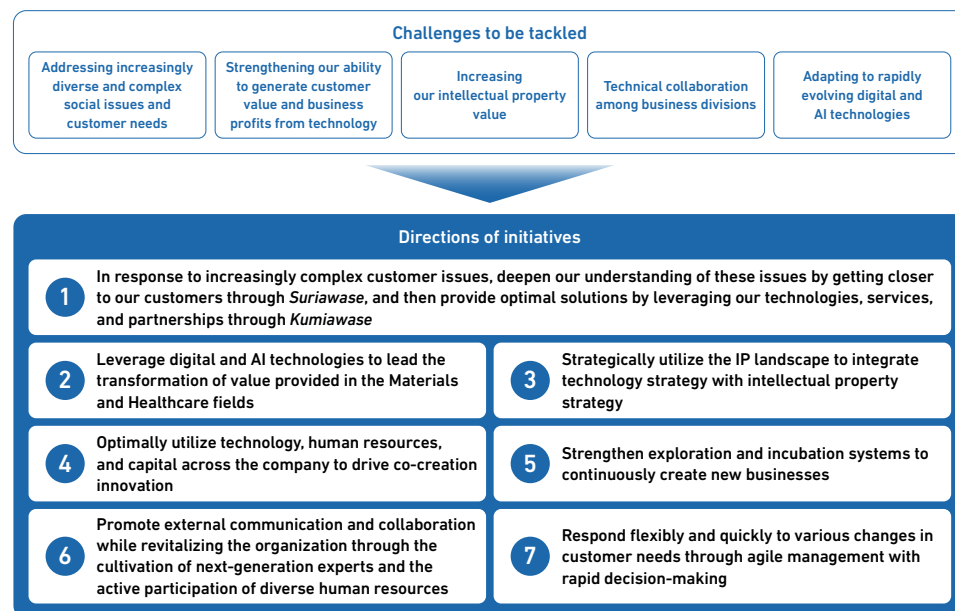 Challenges to be tackled
Addressing increasingly
diverse and complex
social issues and
customer needs
Strengthening our ability
to generate customer
value and business
profits from technology
Increasing
our intellectual property
value
Technical collaboration
among business divisions
Adapting to rapidly
evolving digital and
AI technologies
Directions of initiatives
1
In response to increasingly complex customer issues, deepen our understanding of these issues by getting closer
to our customers through Suriawase, and then provide optimal solutions by leveraging our technologies, services,
and partnerships through Kumiawase
2
Leverage digital and AI technologies to lead the
transformation of value provided in the Materials
and Healthcare fields
3
Strategically utilize the IP landscape to integrate
technology strategy with intellectual property
strategy
4
Optimally utilize technology, human resources,
and capital across the company to drive co-creation
innovation
5
Strengthen exploration and incubation systems to
continuously create new businesses
6
Promote external communication and collaboration
while revitalizing the organization through the
cultivation of next-generation experts and the
active participation of diverse human resources
7
Respond flexibly and quickly to various changes in
customer needs through agile management with
rapid decision-making